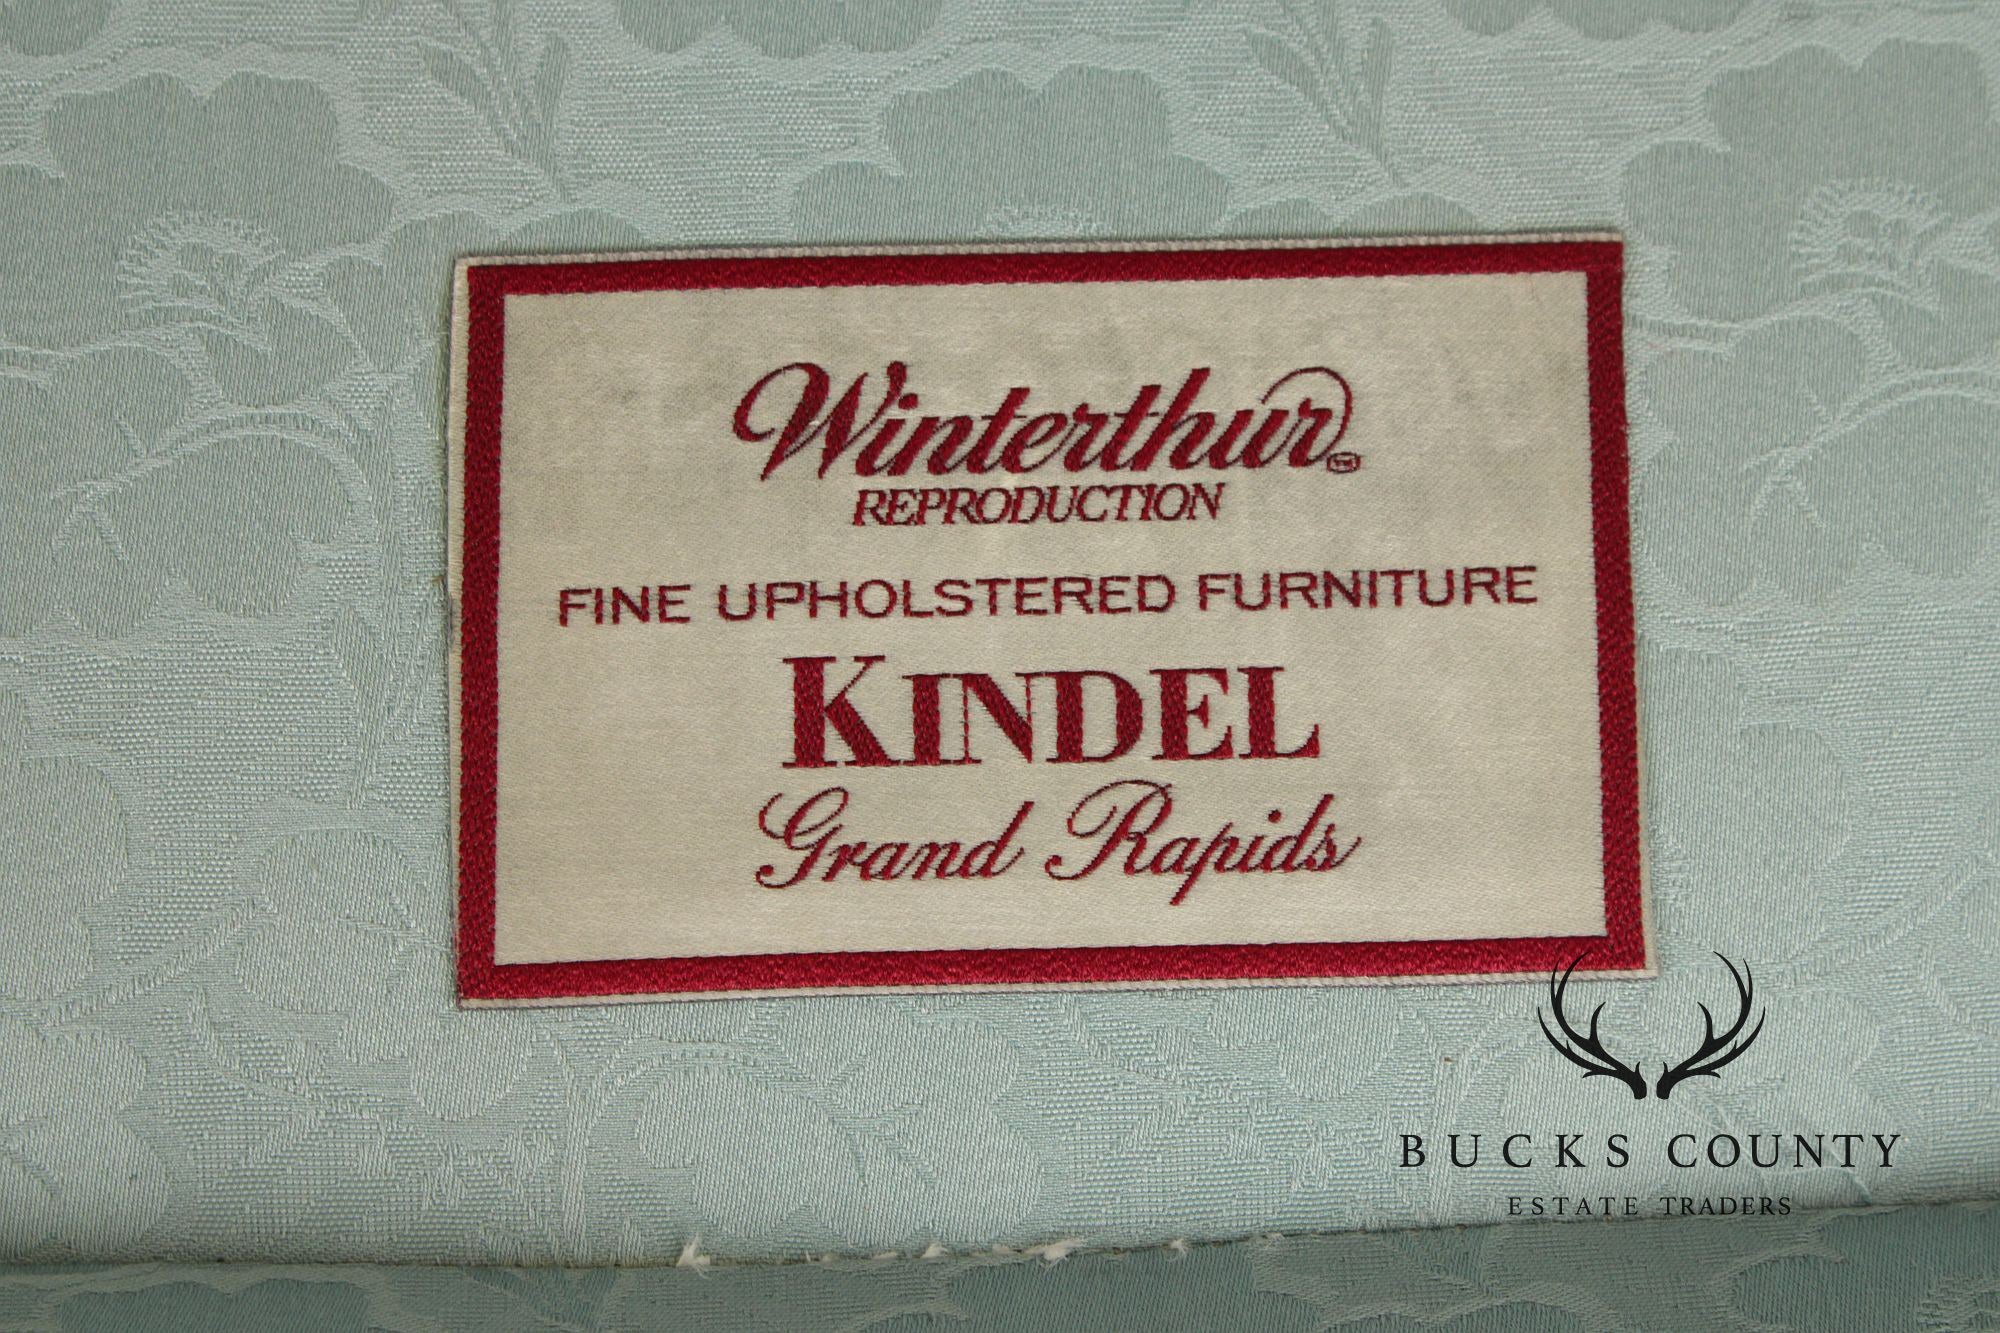 Winterthur
REPRODUCTION
FINE UPHOLSTERED FURNITURE
KINDEL
Grand Rapids
BUCKS COUNTY
ESTATE TRADERS